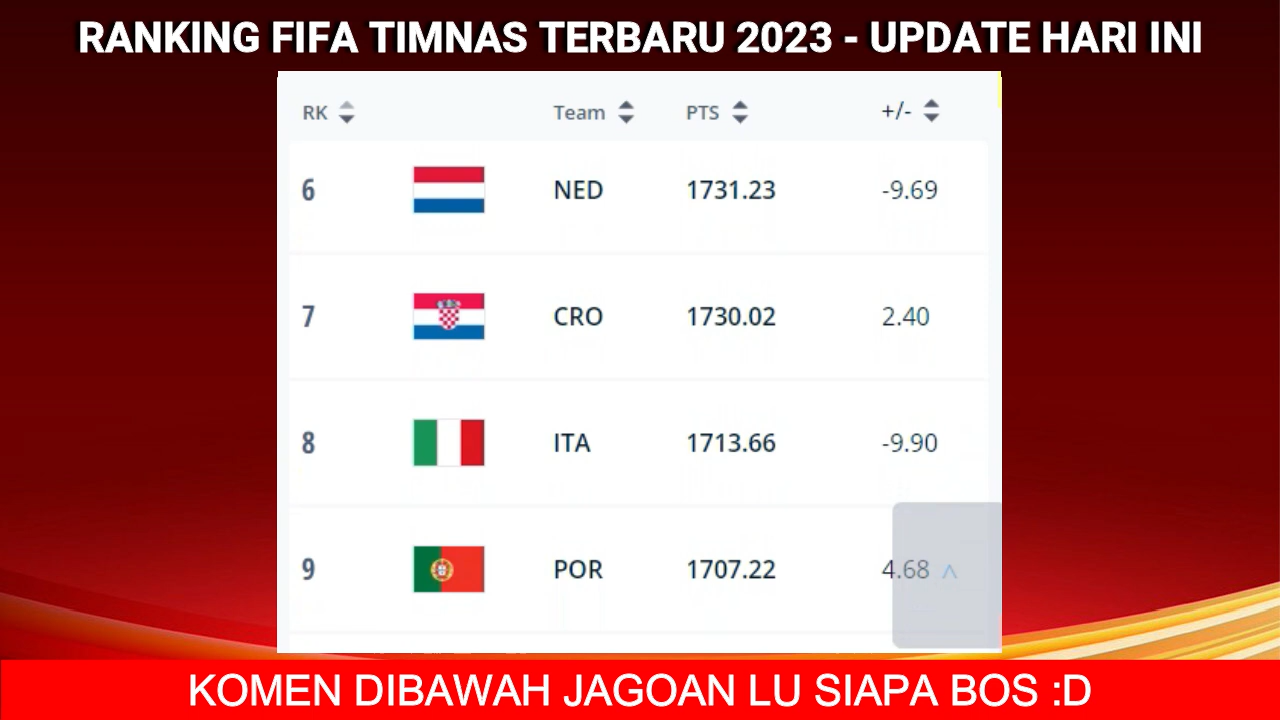 RANKING FIFA TIMNAS TERBARU 2023 - UPDATE HARI INI
RK Team PTS +/-
6 NED 1731.23 -9.69
7 CRO 1730.02 2.40
8 ITA 1713.66 -9.90
9 POR 1707.22 4.68
KOMEN DIBAWAH JAGOAN LU SIAPA BOS :D